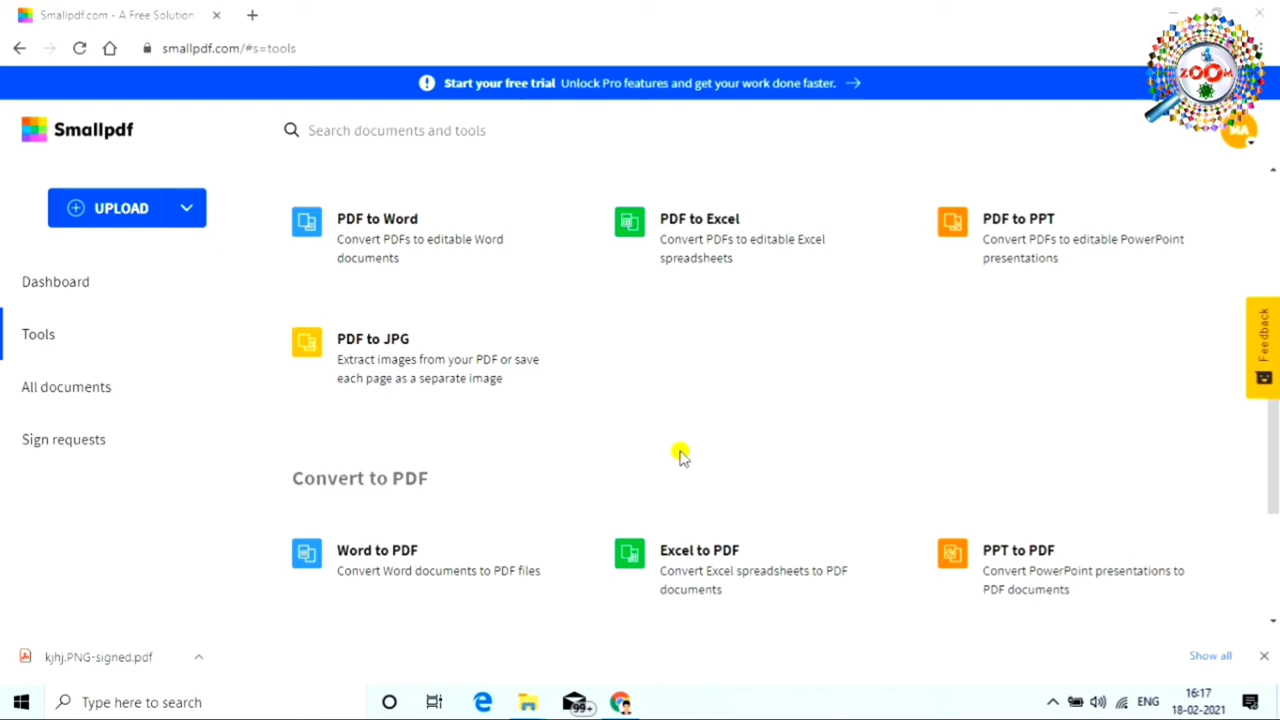 Smallpdf.com - A Free Solution
smallpdf.com/#s=tools
Start your free trial Unlock Pro features and get your work done faster.
ZOOM
Smallpdf
Search documents and tools
MA
UPLOAD
Dashboard
Tools
All documents
Sign requests
PDF to Word
Convert PDFs to editable Word
documents
PDF to Excel
Convert PDFs to editable Excel
spreadsheets
PDF to PPT
Convert PDFs to editable PowerPoint
presentations
PDF to JPG
Extract images from your PDF or save
each page as a separate image
Feedback
Convert to PDF
Word to PDF
Convert Word documents to PDF files
Excel to PDF
Convert Excel spreadsheets to PDF
documents
PPT to PDF
Convert PowerPoint presentations to
PDF documents
kjhj.PNG-signed.pdf
Show all
Type here to search
99+
ENG
16:17
18-02-2021